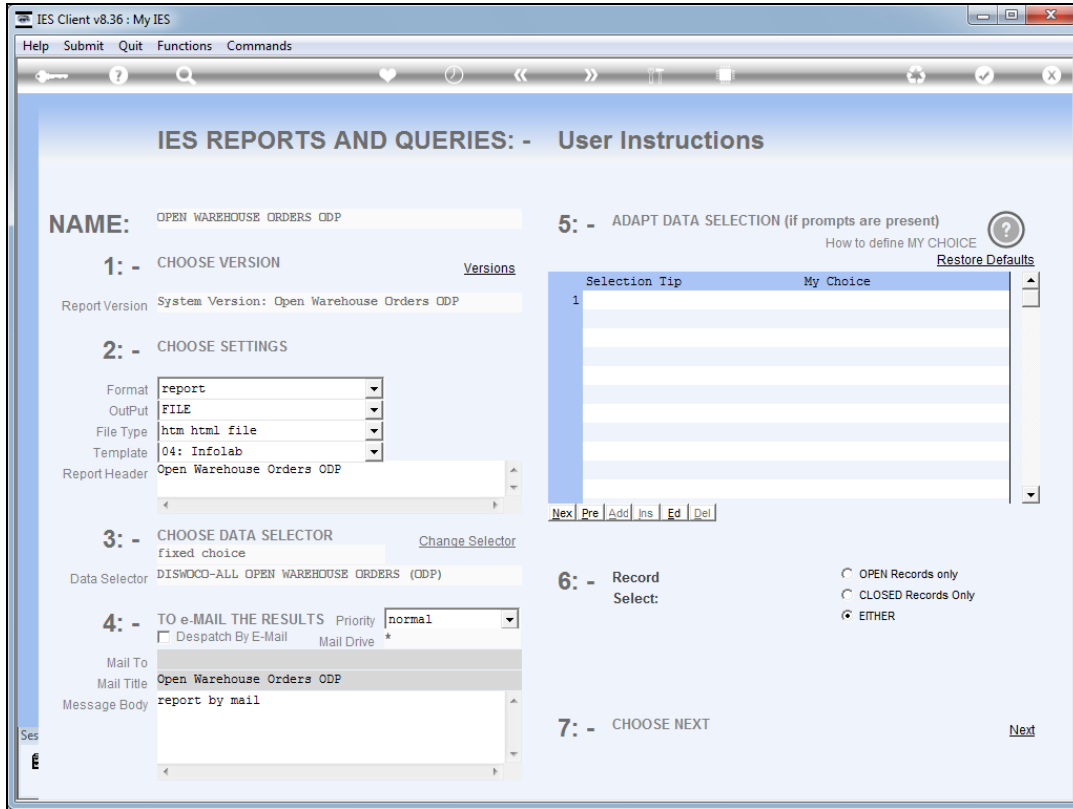 IES Client v8.36 : My IES
Help Submit Quit Functions Commands
IES REPORTS AND QUERIES: - User Instructions
NAME: OPEN WAREHOUSE ORDERS ODP
1: - CHOOSE VERSION Versions
Report Version System Version: Open Warehouse Orders ODP
2: - CHOOSE SETTINGS
Format report
OutPut FILE
File Type htm html file
Template 04: Infolab
Report Header Open Warehouse Orders ODP
3: - CHOOSE DATA SELECTOR Change Selector
fixed choice
Data Selector DISWOCO-ALL OPEN WAREHOUSE ORDERS (ODP)
4: - TO e-MAIL THE RESULTS Priority normal
Despatch By E-Mail Mail Drive *
Mail To
Mail Title Open Warehouse Orders ODP
Message Body report by mail
5: - ADAPT DATA SELECTION (if prompts are present) ?
How to define MY CHOICE
Restore Defaults
Selection Tip My Choice
1
Nex Pre Add Ins Ed Del
6: - Record Select:
OPEN Records only
CLOSED Records Only
EITHER
7: - CHOOSE NEXT Next
Ses